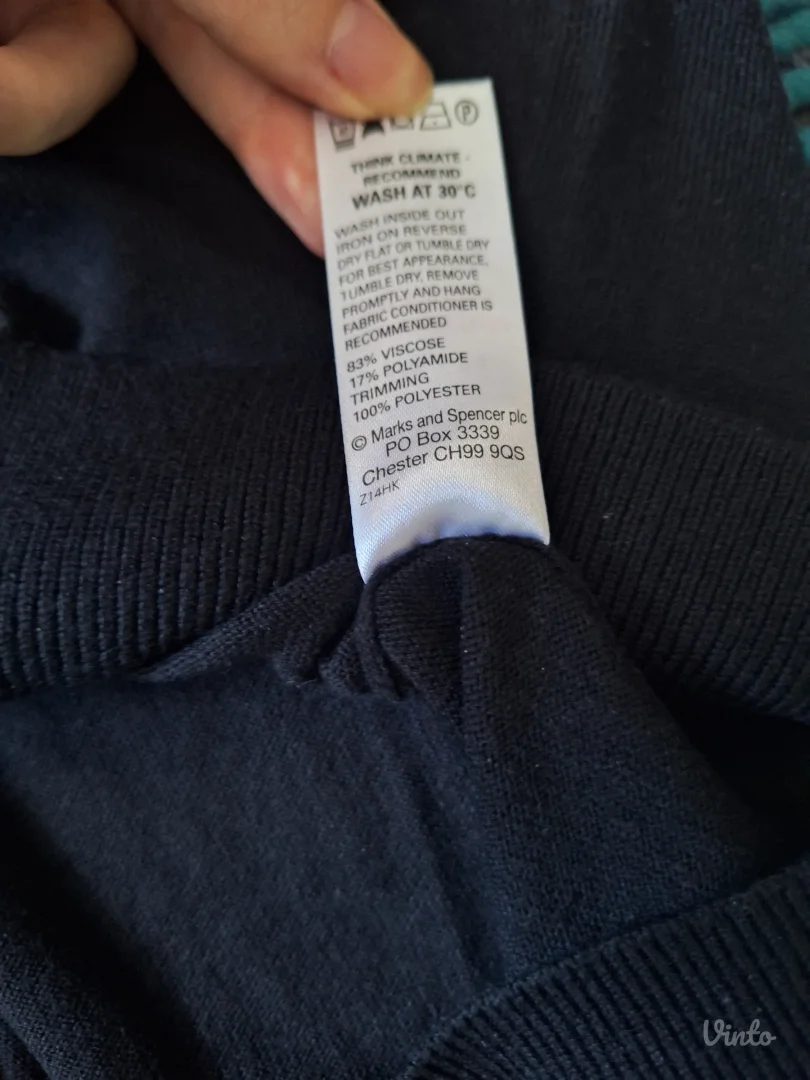 P
THINK CLIMATE -
RECOMMEND
WASH AT 30°C
WASH INSIDE OUT
IRON ON REVERSE
DRY FLAT OR TUMBLE DRY
FOR BEST APPEARANCE,
TUMBLE DRY, REMOVE
PROMPTLY AND HANG
FABRIC CONDITIONER IS
RECOMMENDED
83% VISCOSE
17% POLYAMIDE
TRIMMING
100% POLYESTER
© Marks and Spencer plc
PO Box 3339
Chester CH99 9QS
Z14HK
Vinto